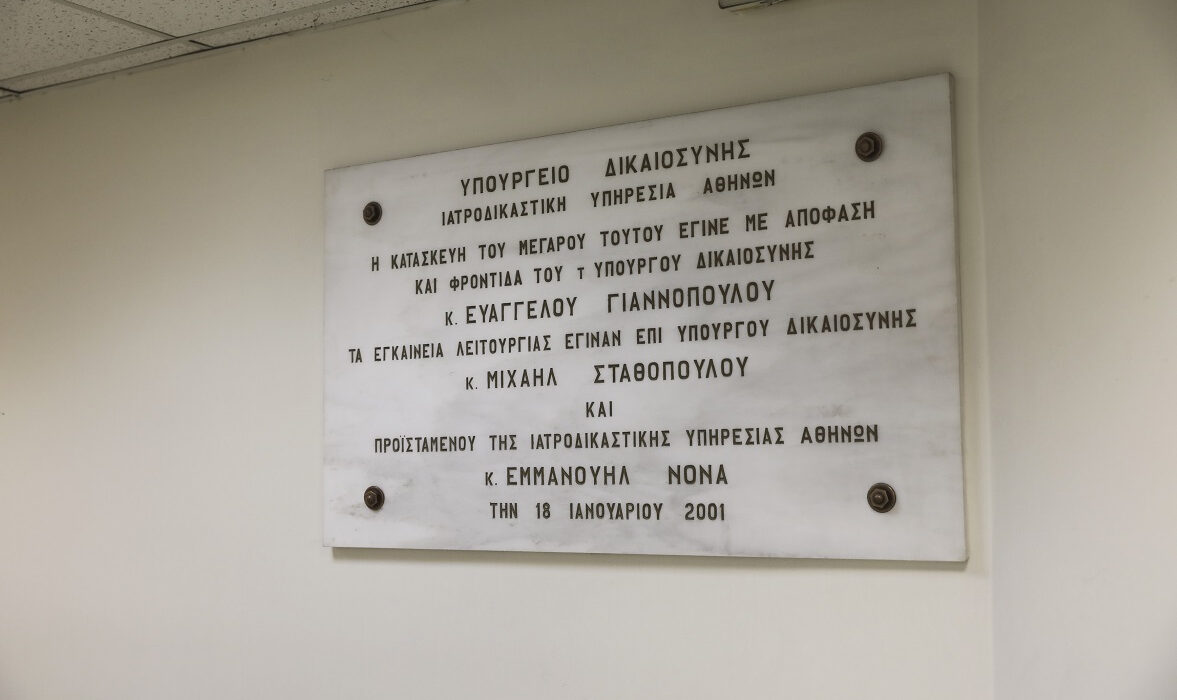 ΥΠΟΥΡΓΕΙΟ ΔΙΚΑΙΟΣΥΝΗΣ
ΙΑΤΡΟΔΙΚΑΣΤΙΚΗ ΥΠΗΡΕΣΙΑ ΑΘΗΝΩΝ
Η ΚΑΤΑΣΚΕΥΗ ΤΟΥ ΜΕΓΑΡΟΥ ΤΟΥΤΟΥ ΕΓΙΝΕ ΜΕ ΑΠΟΦΑΣΗ
ΚΑΙ ΦΡΟΝΤΙΔΑ ΤΟΥ τ ΥΠΟΥΡΓΟΥ ΔΙΚΑΙΟΣΥΝΗΣ
κ. ΕΥΑΓΓΕΛΟΥ ΓΙΑΝΝΟΠΟΥΛΟΥ
ΤΑ ΕΓΚΑΙΝΕΙΑ ΛΕΙΤΟΥΡΓΙΑΣ ΕΓΙΝΑΝ ΕΠΙ ΥΠΟΥΡΓΟΥ ΔΙΚΑΙΟΣΥΝΗΣ
κ. ΜΙΧΑΗΛ ΣΤΑΘΟΠΟΥΛΟΥ
ΚΑΙ
ΠΡΟΪΣΤΑΜΕΝΟΥ ΤΗΣ ΙΑΤΡΟΔΙΚΑΣΤΙΚΗΣ ΥΠΗΡΕΣΙΑΣ ΑΘΗΝΩΝ
κ. ΕΜΜΑΝΟΥΗΛ ΝΟΝΑ
ΤΗΝ 18 ΙΑΝΟΥΑΡΙΟΥ 2001